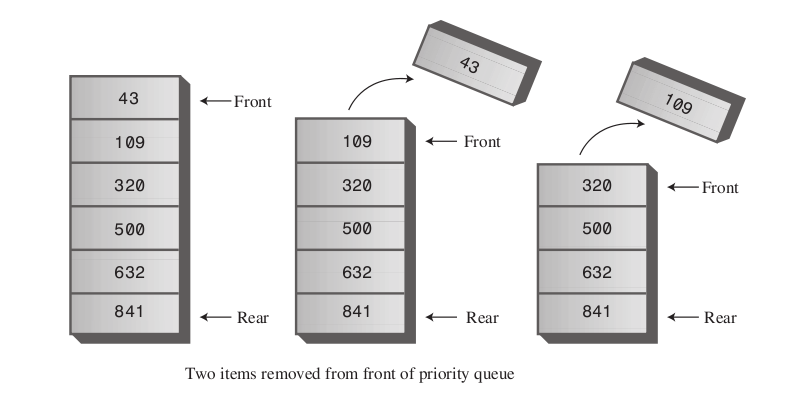 43
109
320
500
632
841
Front
Rear
43
109
320
500
632
841
Front
Rear
109
320
500
632
841
Front
Rear
Two items removed from front of priority queue